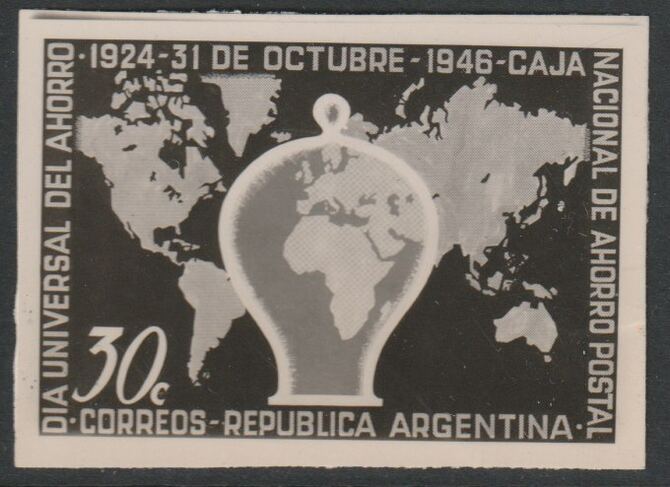 DIA UNIVERSAL DEL AHORRO
·1924-31 DE OCTUBRE-1946-CAJA
NACIONAL DE AHORRO POSTAL
30c
·CORREOS-REPUBLICA ARGENTINA·